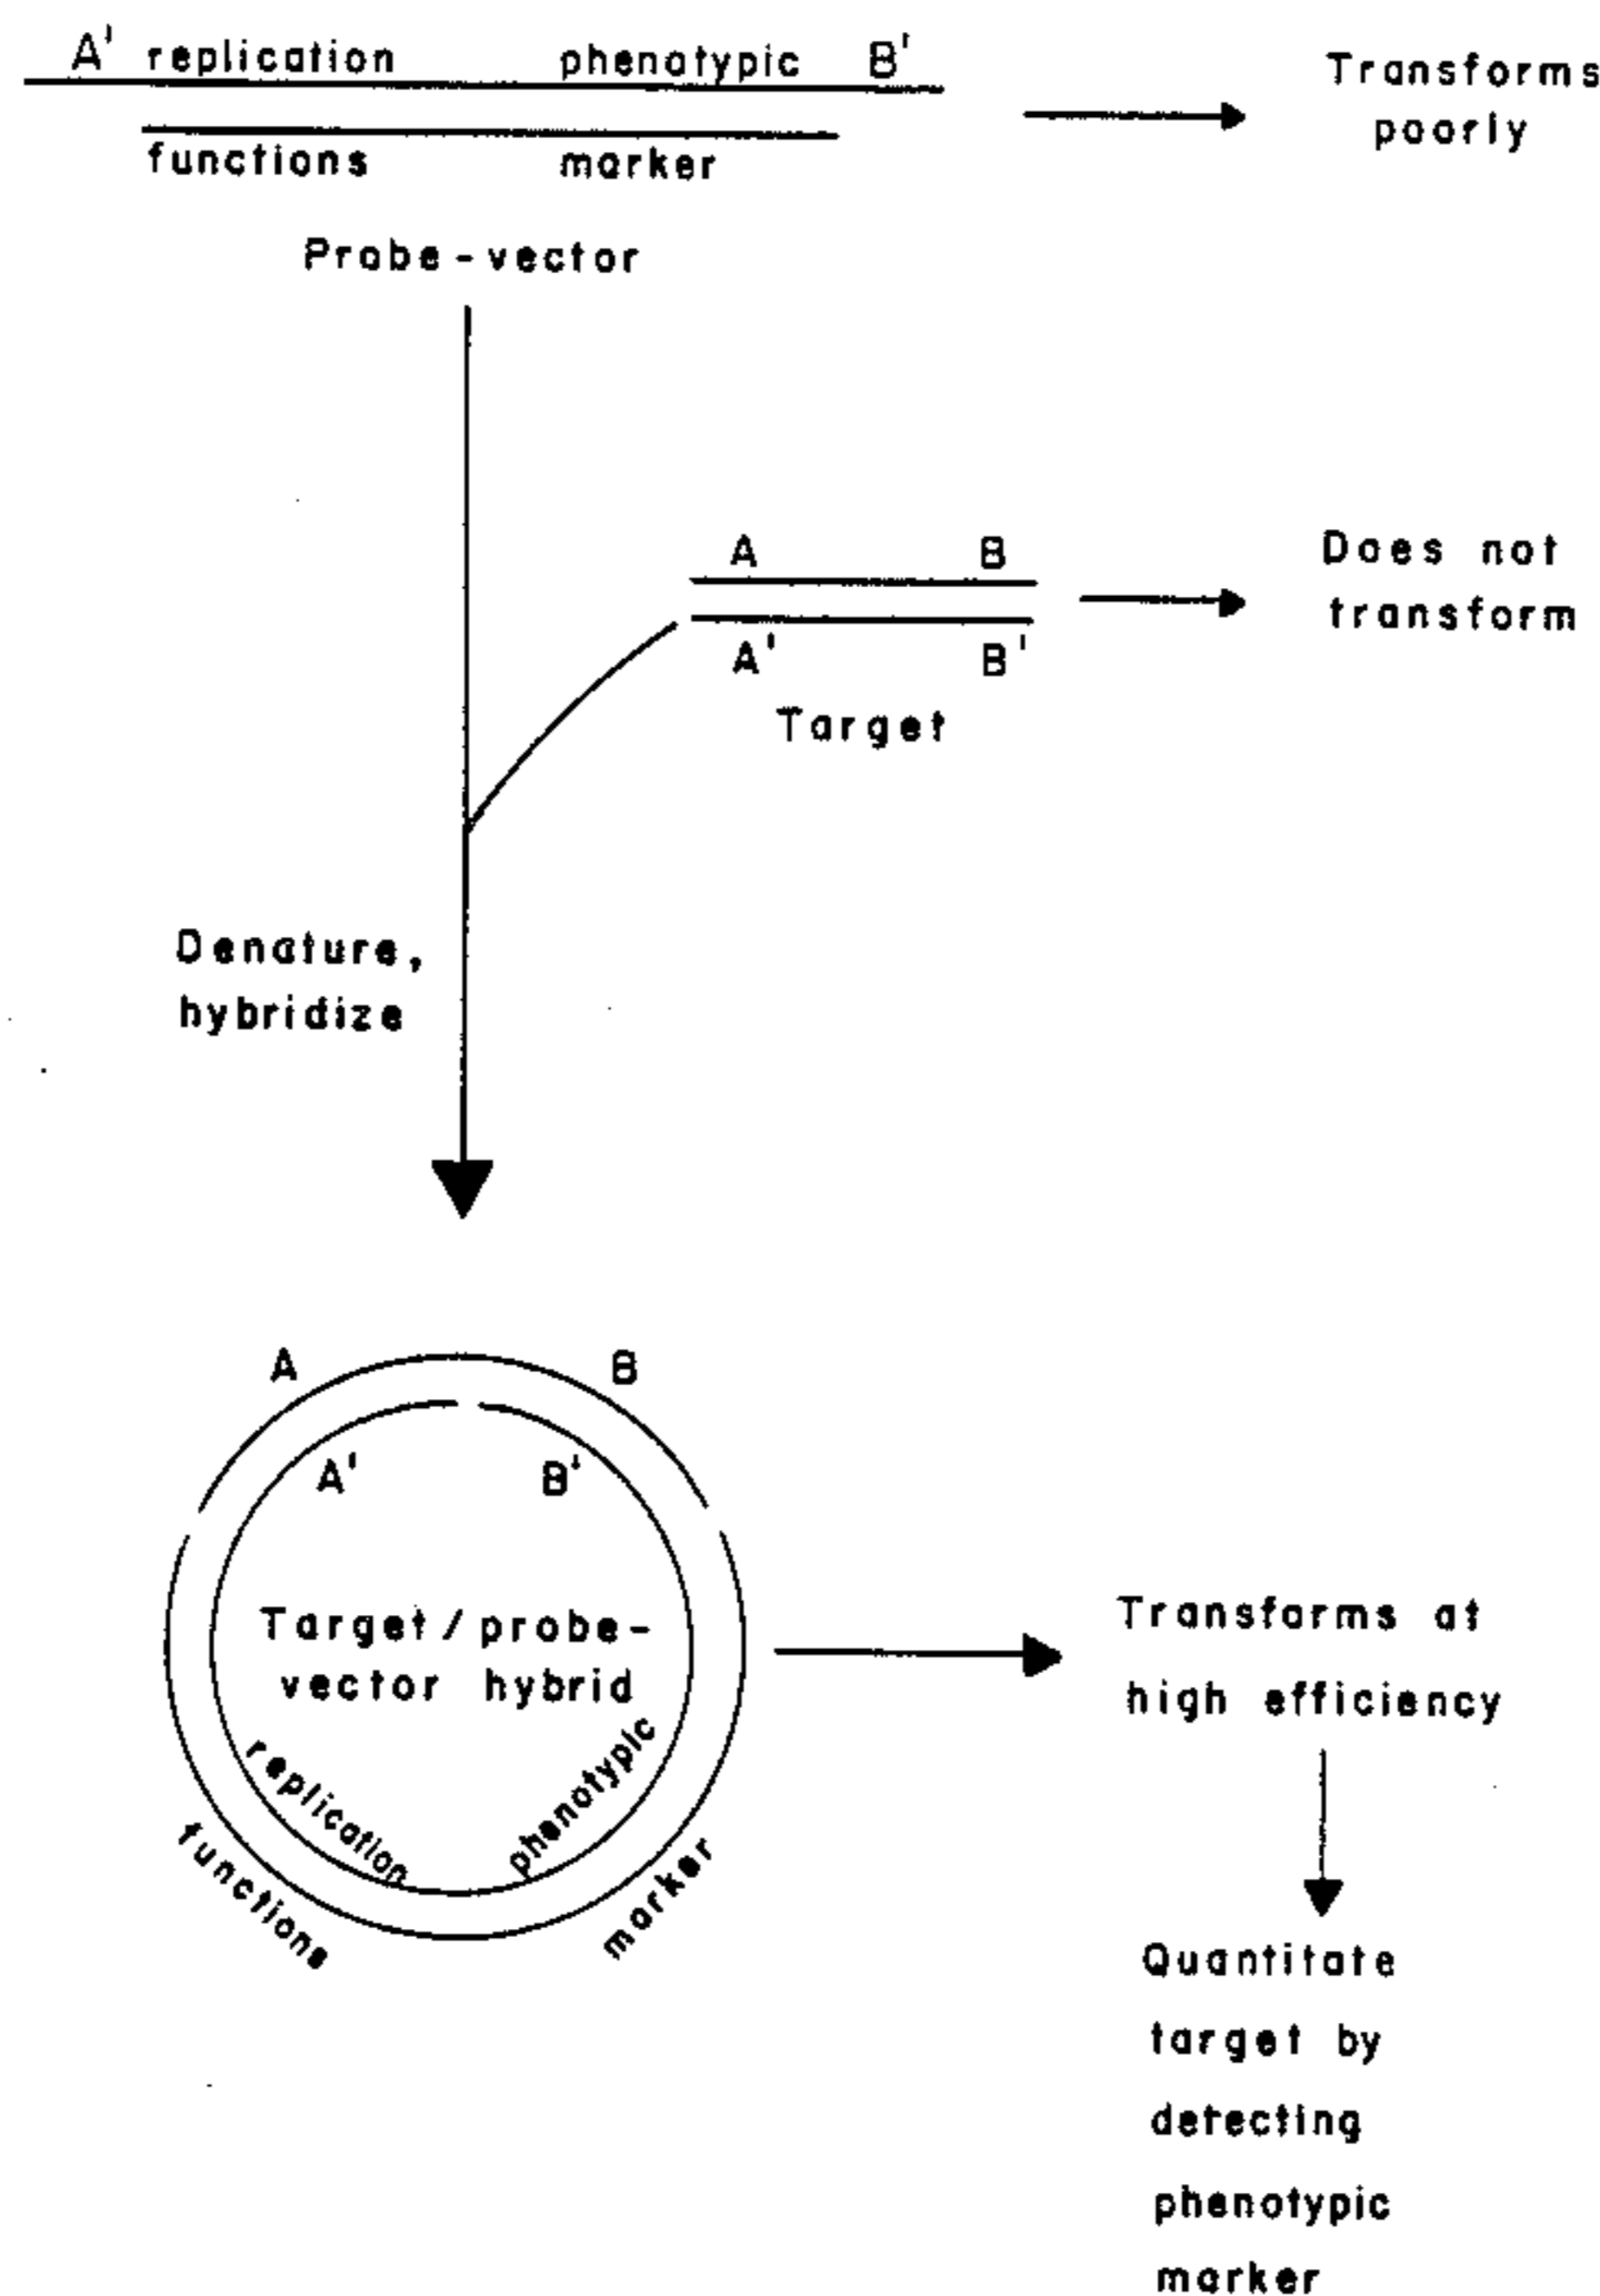 A' replication phenotypic B'
functions marker
Probe-vector
Transforms
poorly
A B
A' B'
Target
Does not
transform
Denature,
hybridize
A B
A' B'
Target/probe-
vector hybrid
replication phenotypic
functions marker
Transforms at
high efficiency
Quantitate
target by
detecting
phenotypic
marker